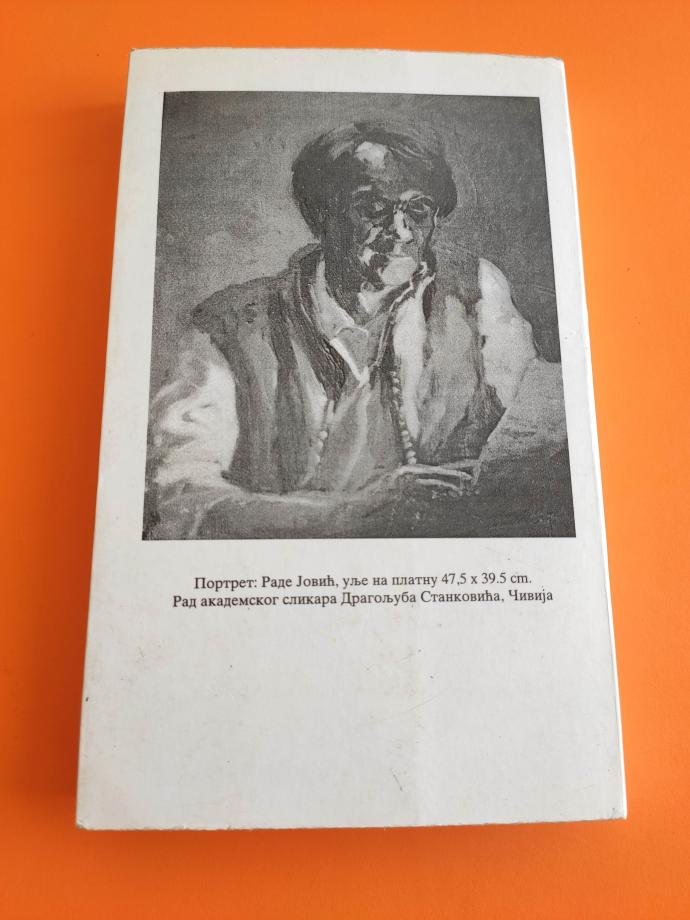 Портрет: Раде Јовић, уље на платну 47,5 x 39.5 cm.
Рад академског сликара Драгољуба Станковића, Чивија